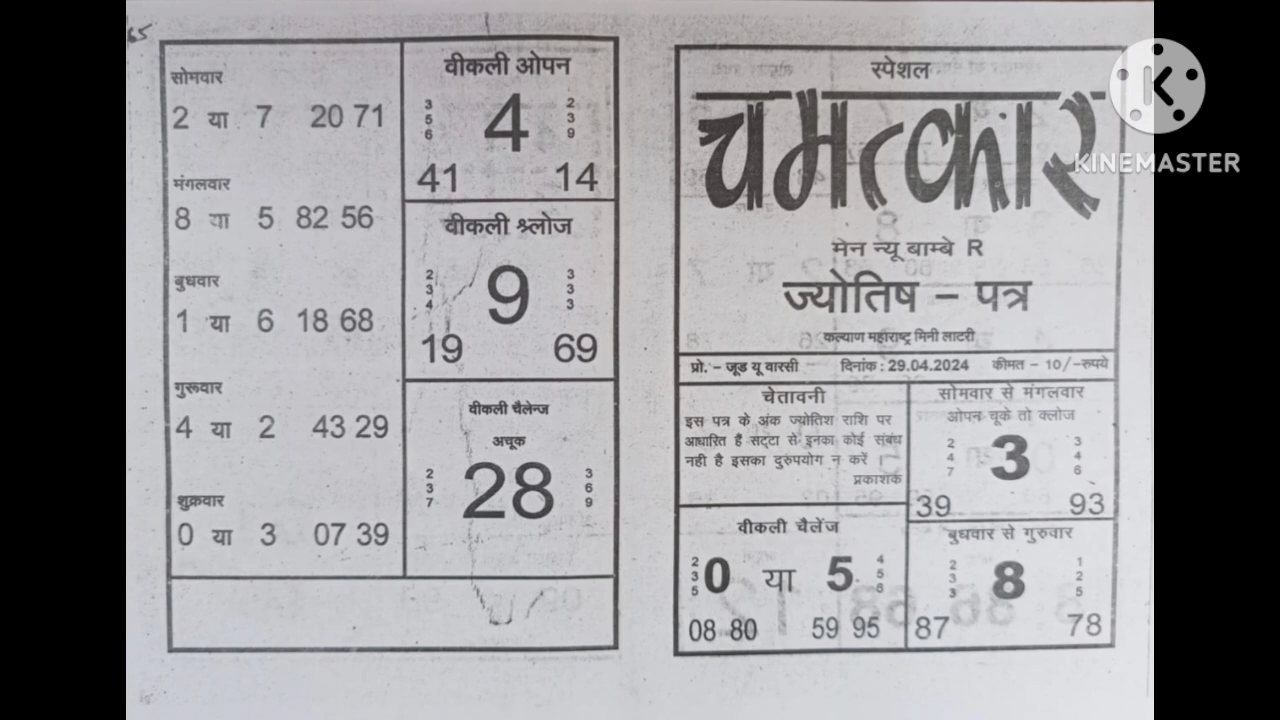 65
सोमवार
2 या 7 20 71
मंगलवार
8 या 5 82 56
बुधवार
1 या 6 18 68
गुरूवार
4 या 2 43 29
शुक्रवार
0 या 3 07 39
वीकली ओपन
3
5
6
4
2
3
9
41 14
वीकली श्र्लोज
2
3
4
9
3
3
3
19 69
वीकली चैलेन्ज
अचूक
2
3
7
28
3
6
9
स्पेशल
चमत्कार
मेन न्यू बाम्बे R
ज्योतिष – पत्र
कल्याण महाराष्ट्र मिनी लाटरी
प्रो. – जूड यू वारसी दिनांक : 29.04.2024 कीमत – 10/–रुपये
चेतावनी
इस पत्र के अंक ज्योतिश राशि पर
आधारित हैं सट्टा से इनका कोई संबंध
नही है इसका दुरुपयोग न करें
प्रकाशक
सोमवार से मंगलवार
ओपन चूके तो क्लोज
2
4
7
3
3
4
6
39 93
वीकली चैलेंज
2
3
5
0 या 5
4
5
6
08 80 59 95
बुधवार से गुरुवार
2
3
3
8
1
2
5
87 78
K
KINEMASTER